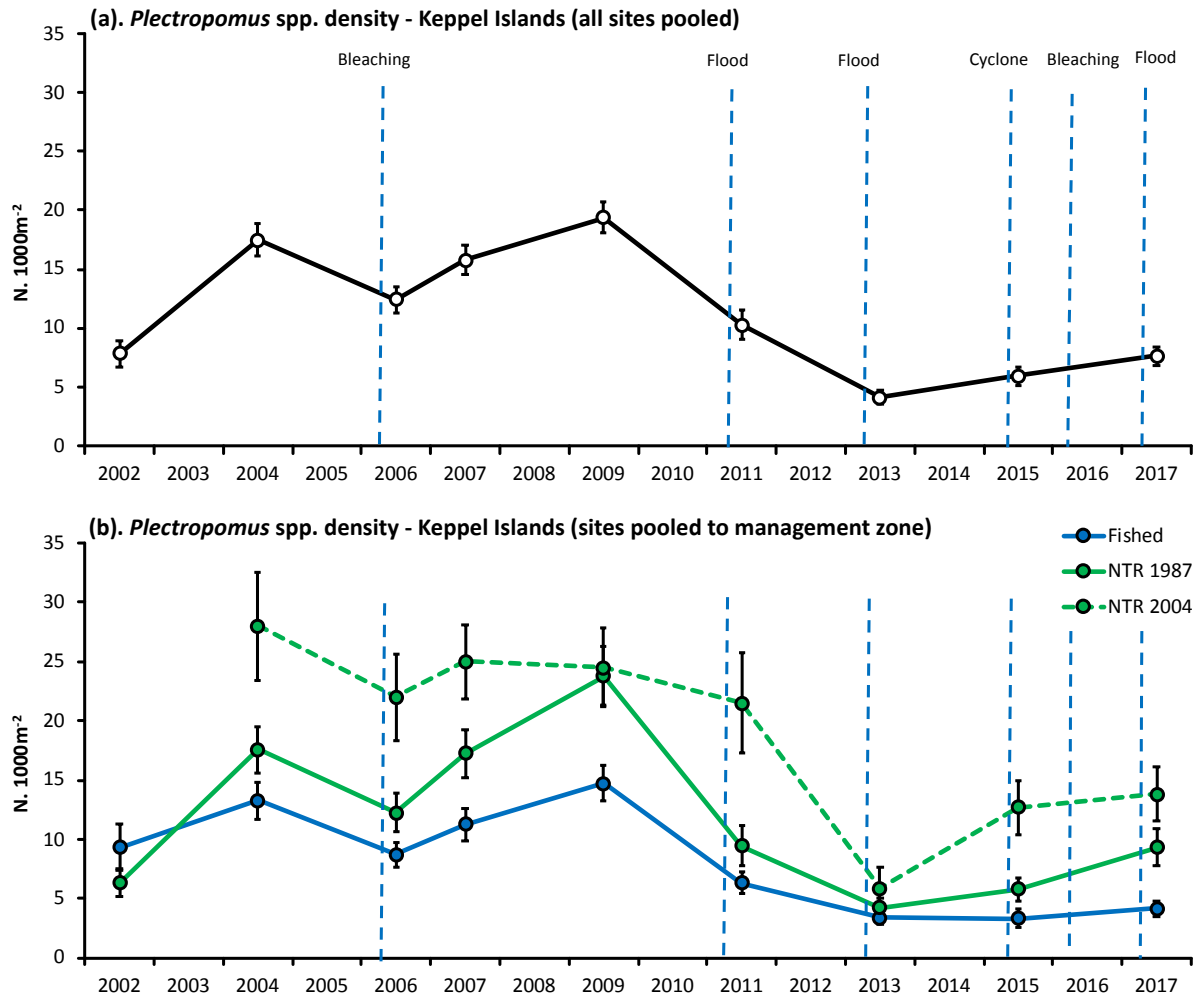 (a). Plectropomus spp. density - Keppel Islands (all sites pooled)
35
30
25
20
15
10
5
0
N. 1000m-2
Bleaching
Flood
Flood
Cyclone
Bleaching
Flood
2002 2003 2004 2005 2006 2007 2008 2009 2010 2011 2012 2013 2014 2015 2016 2017
(b). Plectropomus spp. density - Keppel Islands (sites pooled to management zone)
35
30
25
20
15
10
5
0
N. 1000m-2
Fished
NTR 1987
NTR 2004
2002 2003 2004 2005 2006 2007 2008 2009 2010 2011 2012 2013 2014 2015 2016 2017